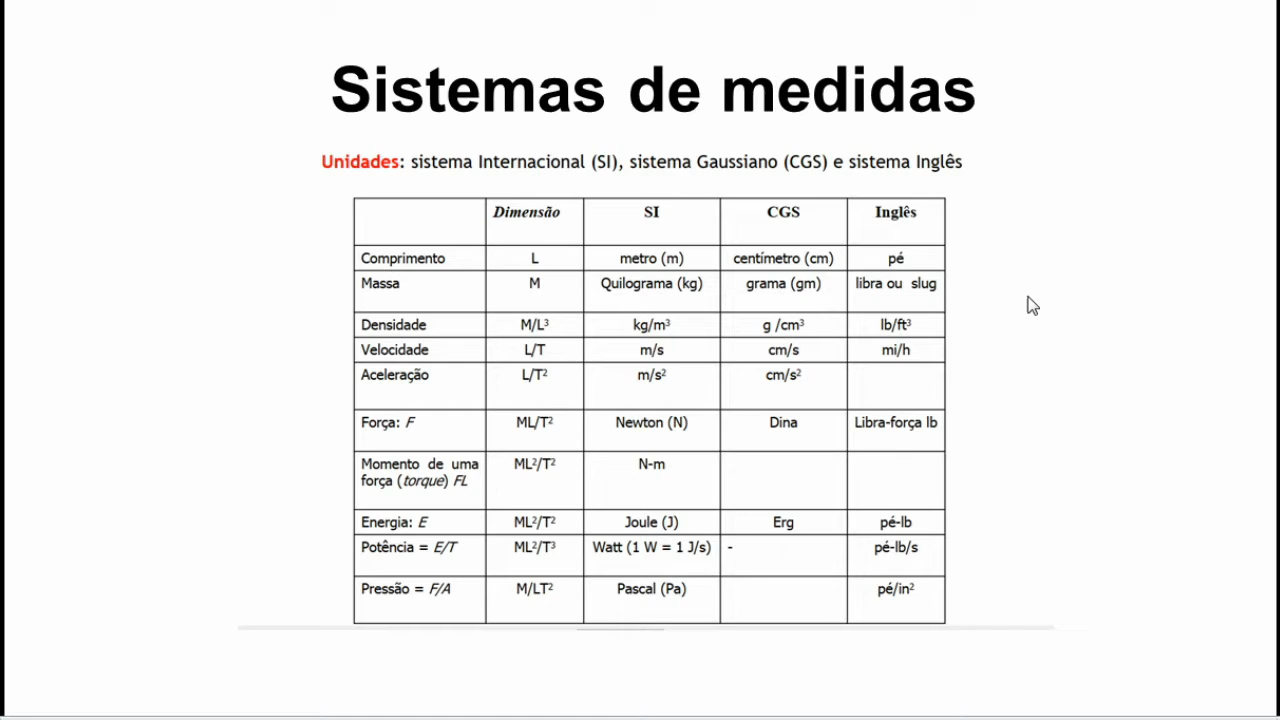 Sistemas de medidas
Unidades: sistema Internacional (SI), sistema Gaussiano (CGS) e sistema Inglês
Dimensão SI CGS Inglês
Comprimento L metro (m) centímetro (cm) pé
Massa M Quilograma (kg) grama (gm) libra ou slug
Densidade M/L³ kg/m³ g /cm³ lb/ft³
Velocidade L/T m/s cm/s mi/h
Aceleração L/T² m/s² cm/s²
Força: F ML/T² Newton (N) Dina Libra-força lb
Momento de uma força (torque) FL ML²/T² N-m
Energia: E ML²/T² Joule (J) Erg pé-lb
Potência = E/T ML²/T³ Watt (1 W = 1 J/s) - pé-lb/s
Pressão = F/A M/LT² Pascal (Pa) pé/in²